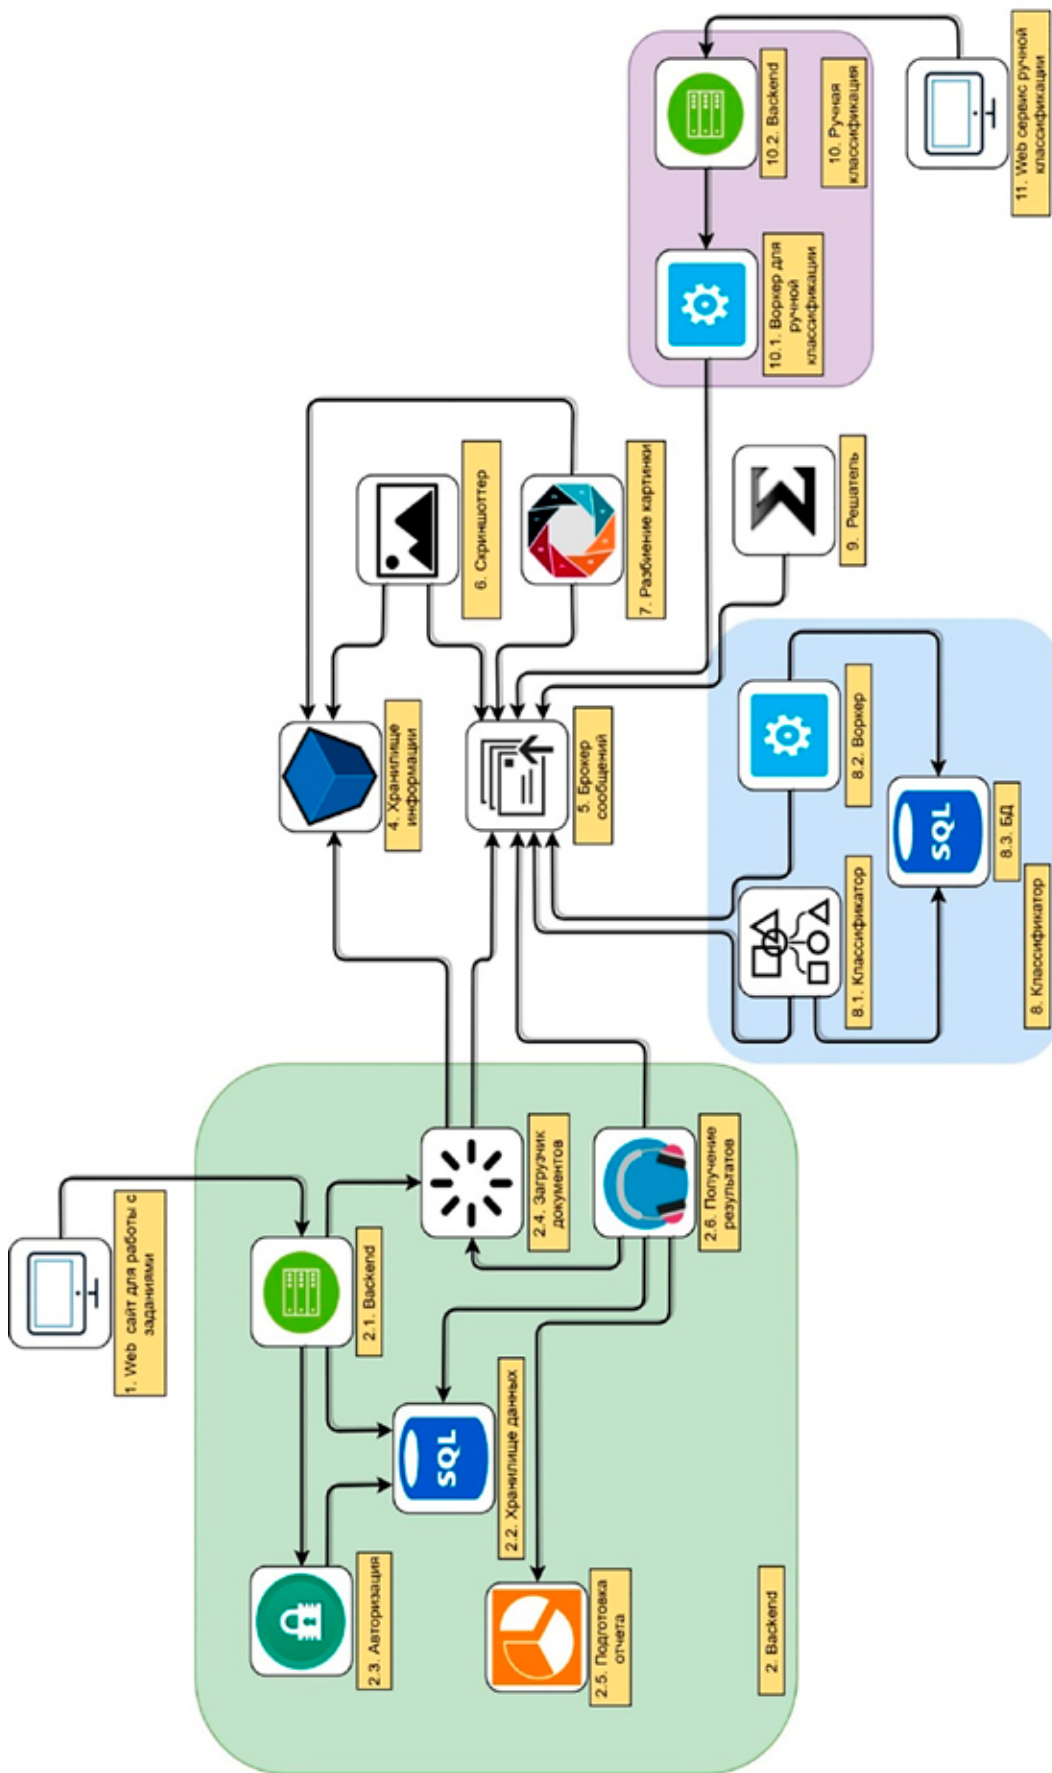 1. Web сайт для работы с
заданиями
2.1. Backend
2.3. Авторизация
2.2. Хранилище данных
SQL
2.4. Загрузчик
документов
2.5. Подготовка
отчета
2.6. Получение
результатов
2. Backend
4. Хранилище
информации
5. Брокер
сообщений
6. Скриншоттер
7. Разбиение картинки
8.1. Классификатор
8.2. Воркер
SQL
8.3. БД
8. Классификатор
9. Решатель
10.1. Воркер для
ручной
классификации
10.2. Backend
10. Ручная
классификация
11. Web сервис ручной
классификации